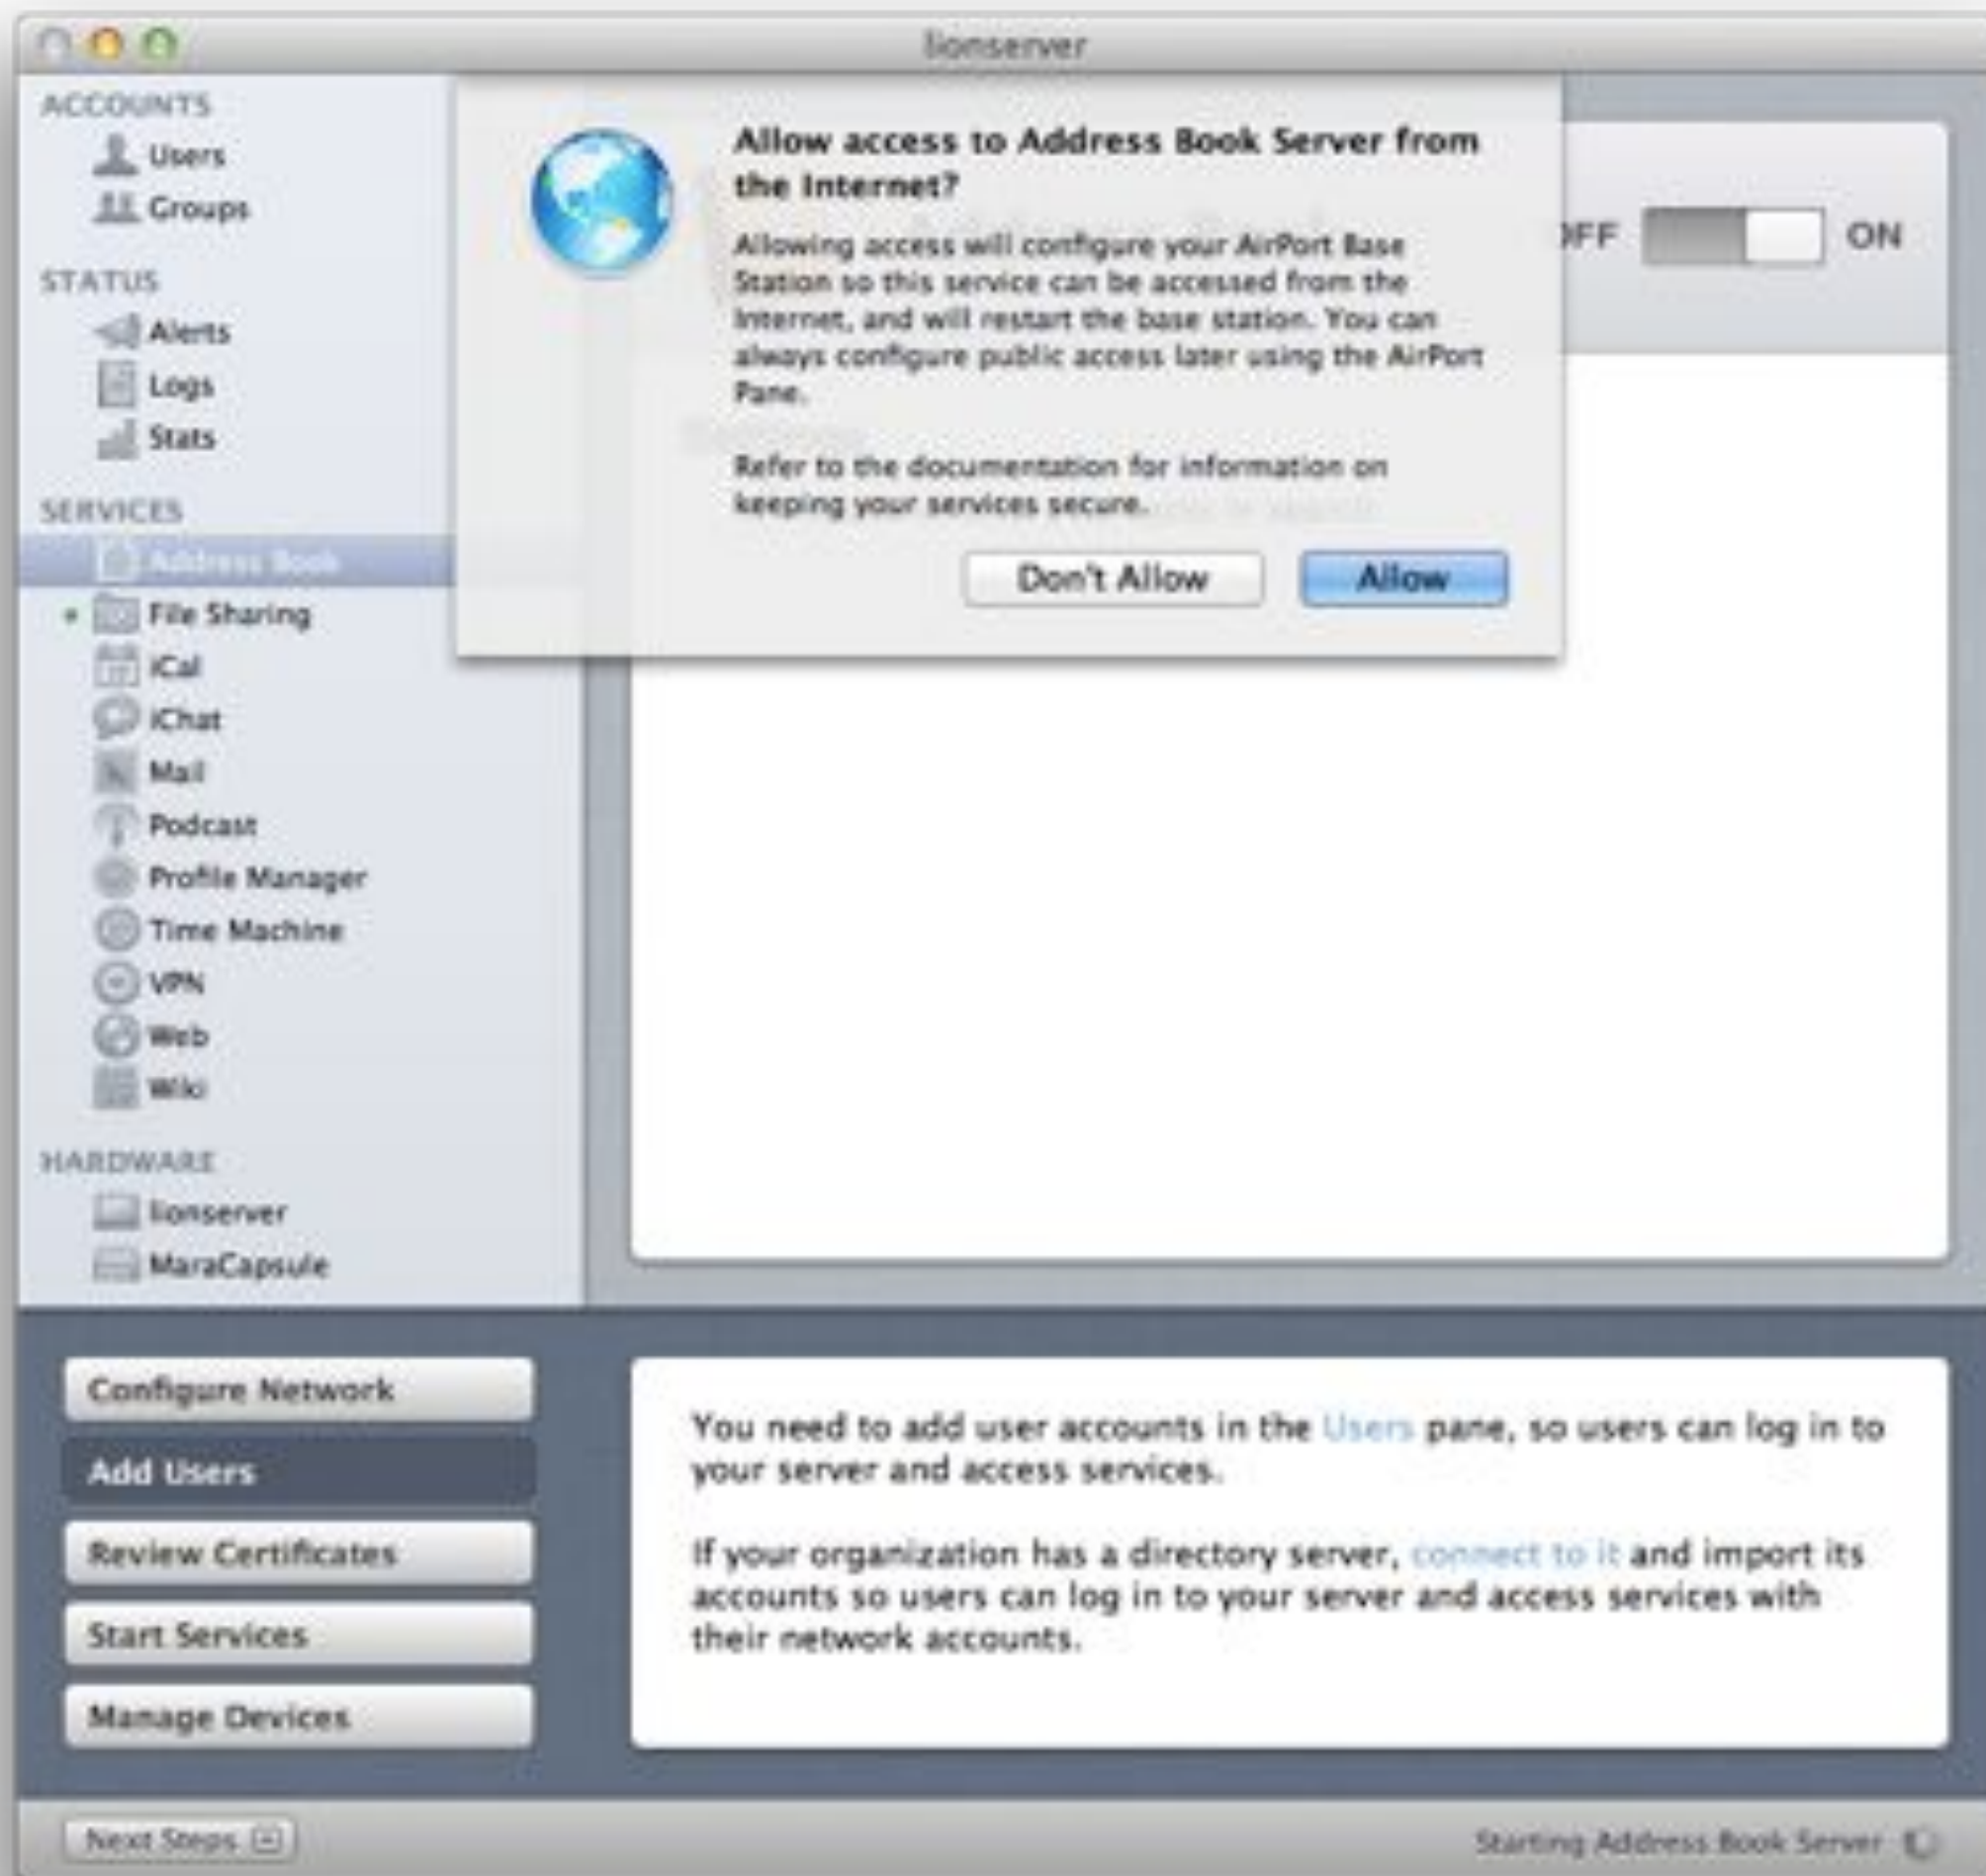 lionserver
ACCOUNTS
Users
Groups
STATUS
Alerts
Logs
Stats
SERVICES
Address Book
File Sharing
iCal
iChat
Mail
Podcast
Profile Manager
Time Machine
VPN
Web
Wiki
HARDWARE
lionserver
MaraCapsule
Allow access to Address Book Server from
the Internet?
Allowing access will configure your AirPort Base
Station so this service can be accessed from the
Internet, and will restart the base station. You can
always configure public access later using the AirPort
Pane.
Refer to the documentation for information on
keeping your services secure.
Don't Allow
Allow
OFF
ON
Configure Network
Add Users
Review Certificates
Start Services
Manage Devices
You need to add user accounts in the Users pane, so users can log in to
your server and access services.
If your organization has a directory server, connect to it and import its
accounts so users can log in to your server and access services with
their network accounts.
Next Steps
Starting Address Book Server